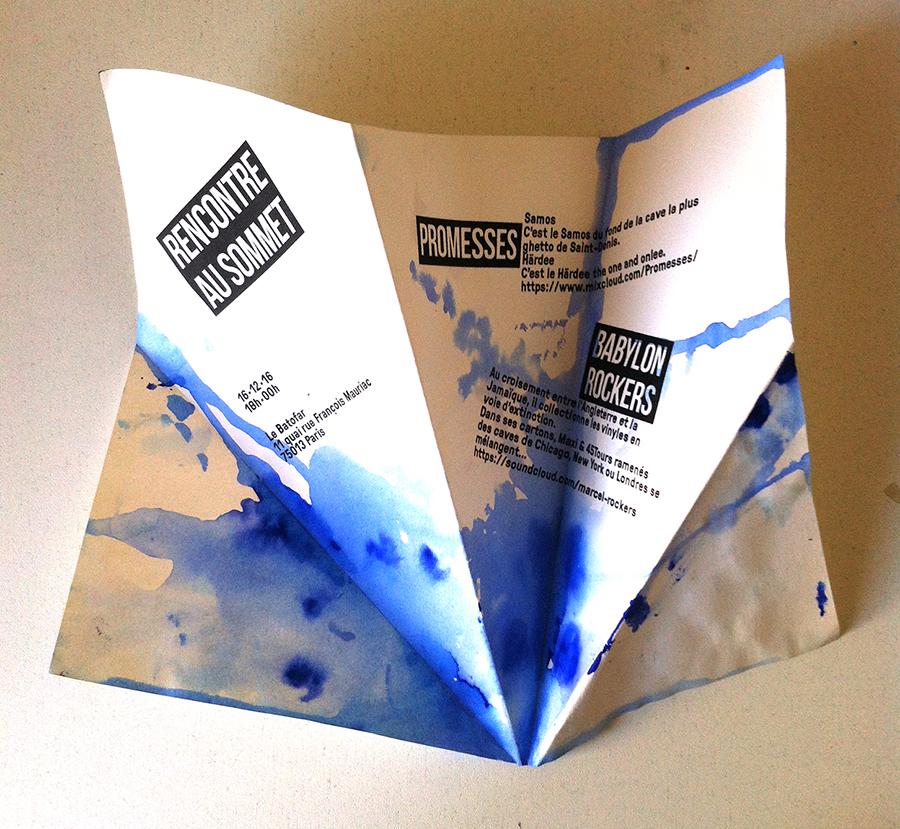 RENCONTRE
AU SOMMET
16-12-16
18h-00h
Le Batofar
11 quai rue Francois Mauriac
75013 Paris
PROMESSES
Samos
C'est le Samos du fond de la cave la plus
ghetto de Saint-Denis.
Härdee
C'est le Härdee the one and onlee.
https://www.mixcloud.com/Promesses/
BABYLON
ROCKERS
Au croisement entre l'Angleterre et la
Jamaïque, il collectionne les vinyles en
voie d'extinction.
Dans ses cartons, Maxi & 45Tours ramenés
des caves de Chicago, New York ou Londres se
mélangent...
https://soundcloud.com/marcel-rockers